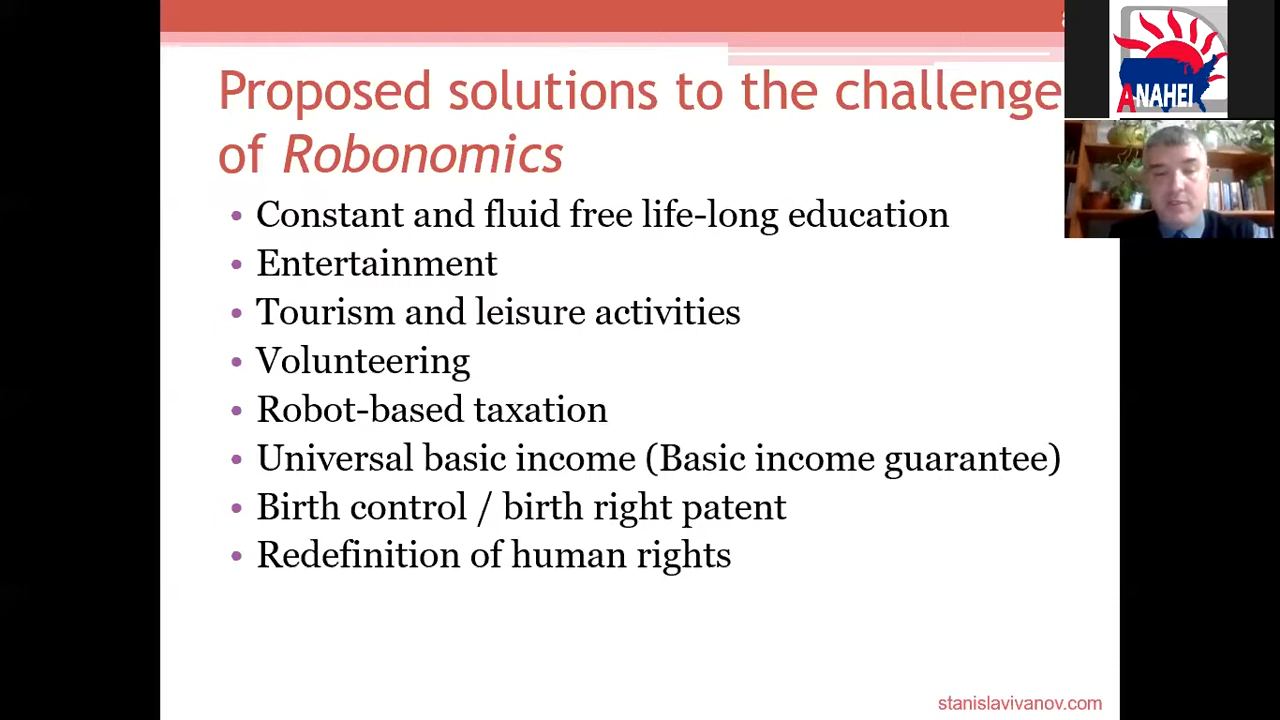 Proposed solutions to the challenge
of Robonomics
• Constant and fluid free life-long education
• Entertainment
• Tourism and leisure activities
• Volunteering
• Robot-based taxation
• Universal basic income (Basic income guarantee)
• Birth control / birth right patent
• Redefinition of human rights
stanislavivanov.com
ANAHEI